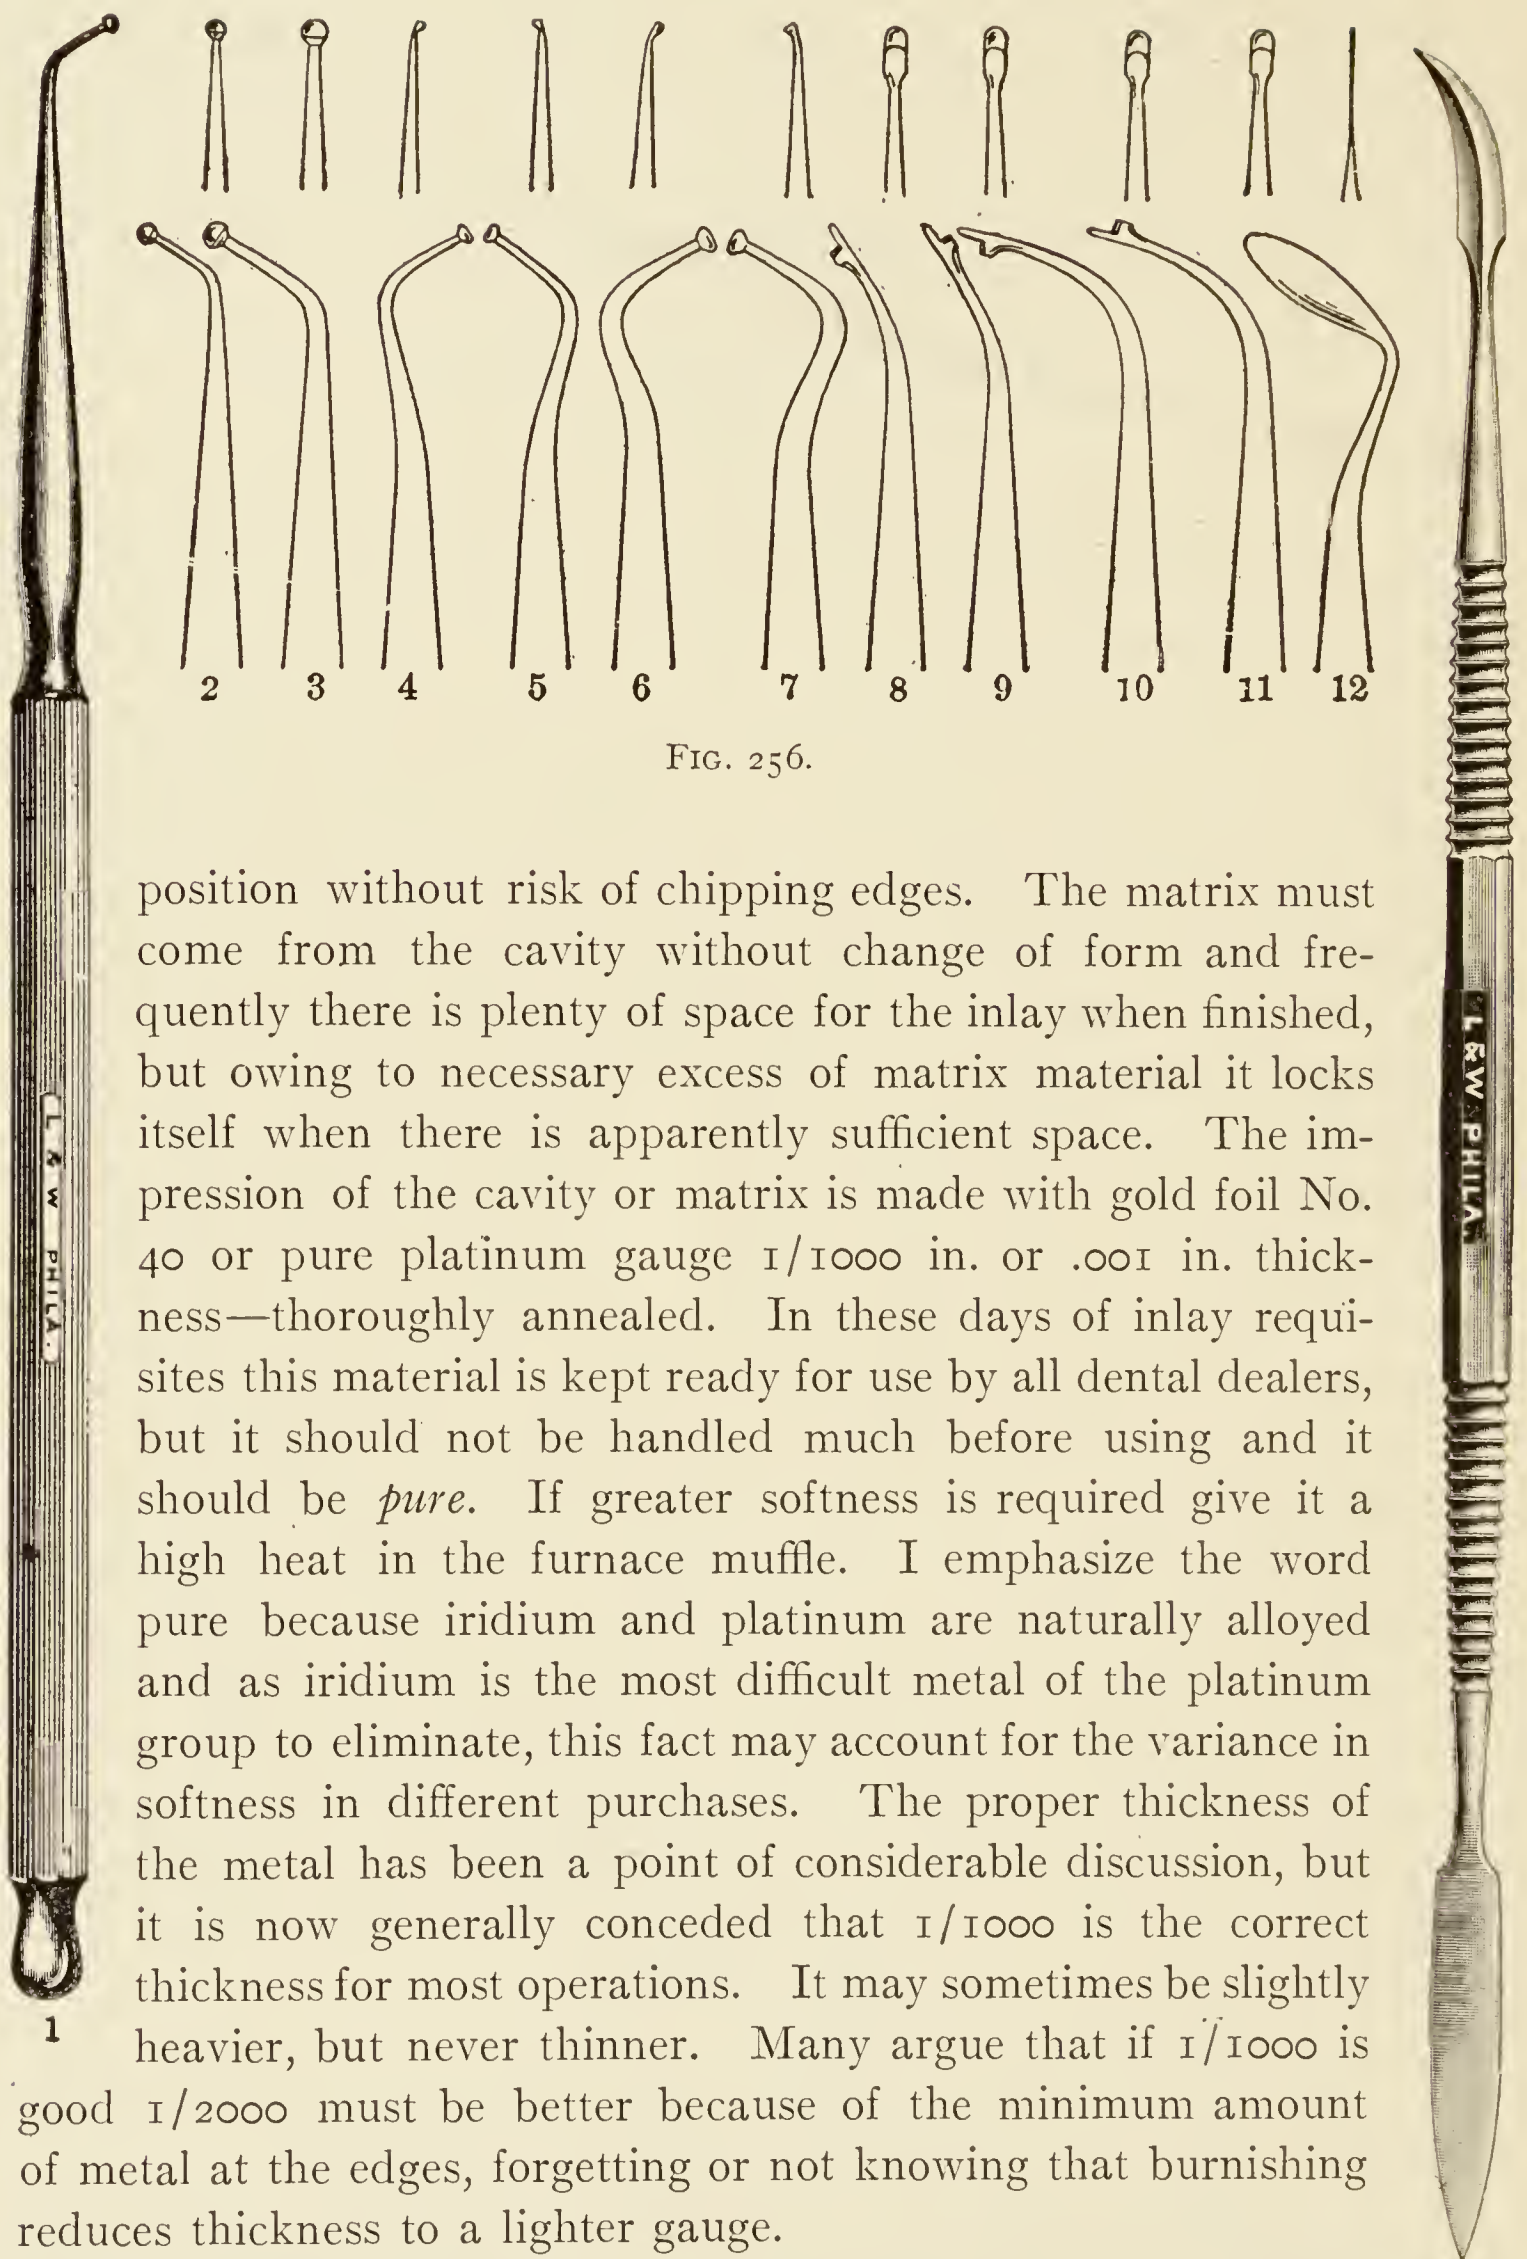 2 3 4 5 6 7 8 9 10 11 12
FIG. 256.
L & W PHILA.
L & W PHILA
1
position without risk of chipping edges. The matrix must
come from the cavity without change of form and fre-
quently there is plenty of space for the inlay when finished,
but owing to necessary excess of matrix material it locks
itself when there is apparently sufficient space. The im-
pression of the cavity or matrix is made with gold foil No.
40 or pure platinum gauge 1/1000 in. or .001 in. thick-
ness—thoroughly annealed. In these days of inlay requi-
sites this material is kept ready for use by all dental dealers,
but it should not be handled much before using and it
should be pure. If greater softness is required give it a
high heat in the furnace muffle. I emphasize the word
pure because iridium and platinum are naturally alloyed
and as iridium is the most difficult metal of the platinum
group to eliminate, this fact may account for the variance in
softness in different purchases. The proper thickness of
the metal has been a point of considerable discussion, but
it is now generally conceded that 1/1000 is the correct
thickness for most operations. It may sometimes be slightly
heavier, but never thinner. Many argue that if 1/1000 is
good 1/2000 must be better because of the minimum amount
of metal at the edges, forgetting or not knowing that burnishing
reduces thickness to a lighter gauge.